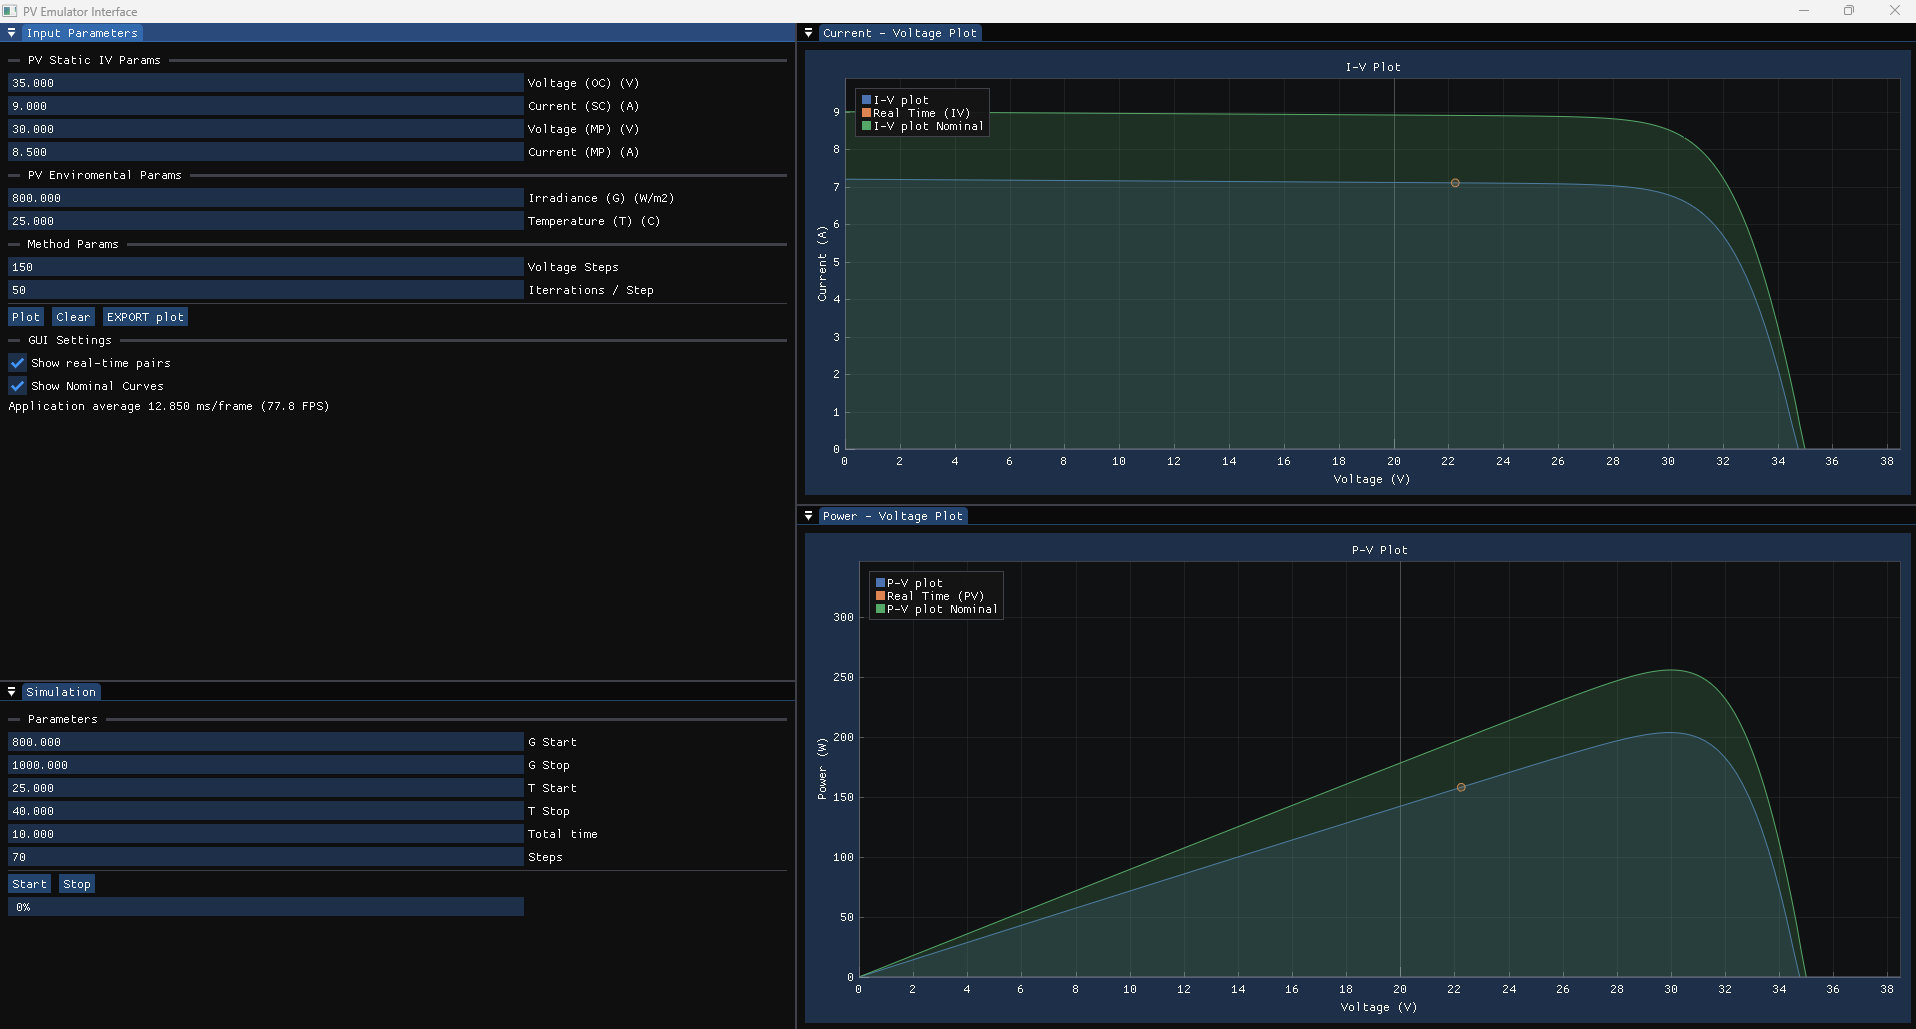 PV Emulator Interface
Input Parameters
PV Static IV Params
35.000 Voltage (OC) (V)
9.000 Current (SC) (A)
30.000 Voltage (MP) (V)
8.500 Current (MP) (A)
PV Enviromental Params
800.000 Irradiance (G) (W/m2)
25.000 Temperature (T) (C)
Method Params
150 Voltage Steps
50 Iterrations / Step
Plot Clear EXPORT plot
GUI Settings
Show real-time pairs
Show Nominal Curves
Application average 12.850 ms/frame (77.8 FPS)
Simulation
Parameters
800.000 G Start
1000.000 G Stop
25.000 T Start
40.000 T Stop
10.000 Total time
70 Steps
Start Stop
0%
Current - Voltage Plot
I-V Plot
I-V plot
Real Time (IV)
I-V plot Nominal
Current (A)
9
8
7
6
5
4
3
2
1
0
0 2 4 6 8 10 12 14 16 18 20 22 24 26 28 30 32 34 36 38
Voltage (V)
Power - Voltage Plot
P-V Plot
P-V plot
Real Time (PV)
P-V plot Nominal
Power (W)
300
250
200
150
100
50
0
0 2 4 6 8 10 12 14 16 18 20 22 24 26 28 30 32 34 36 38
Voltage (V)